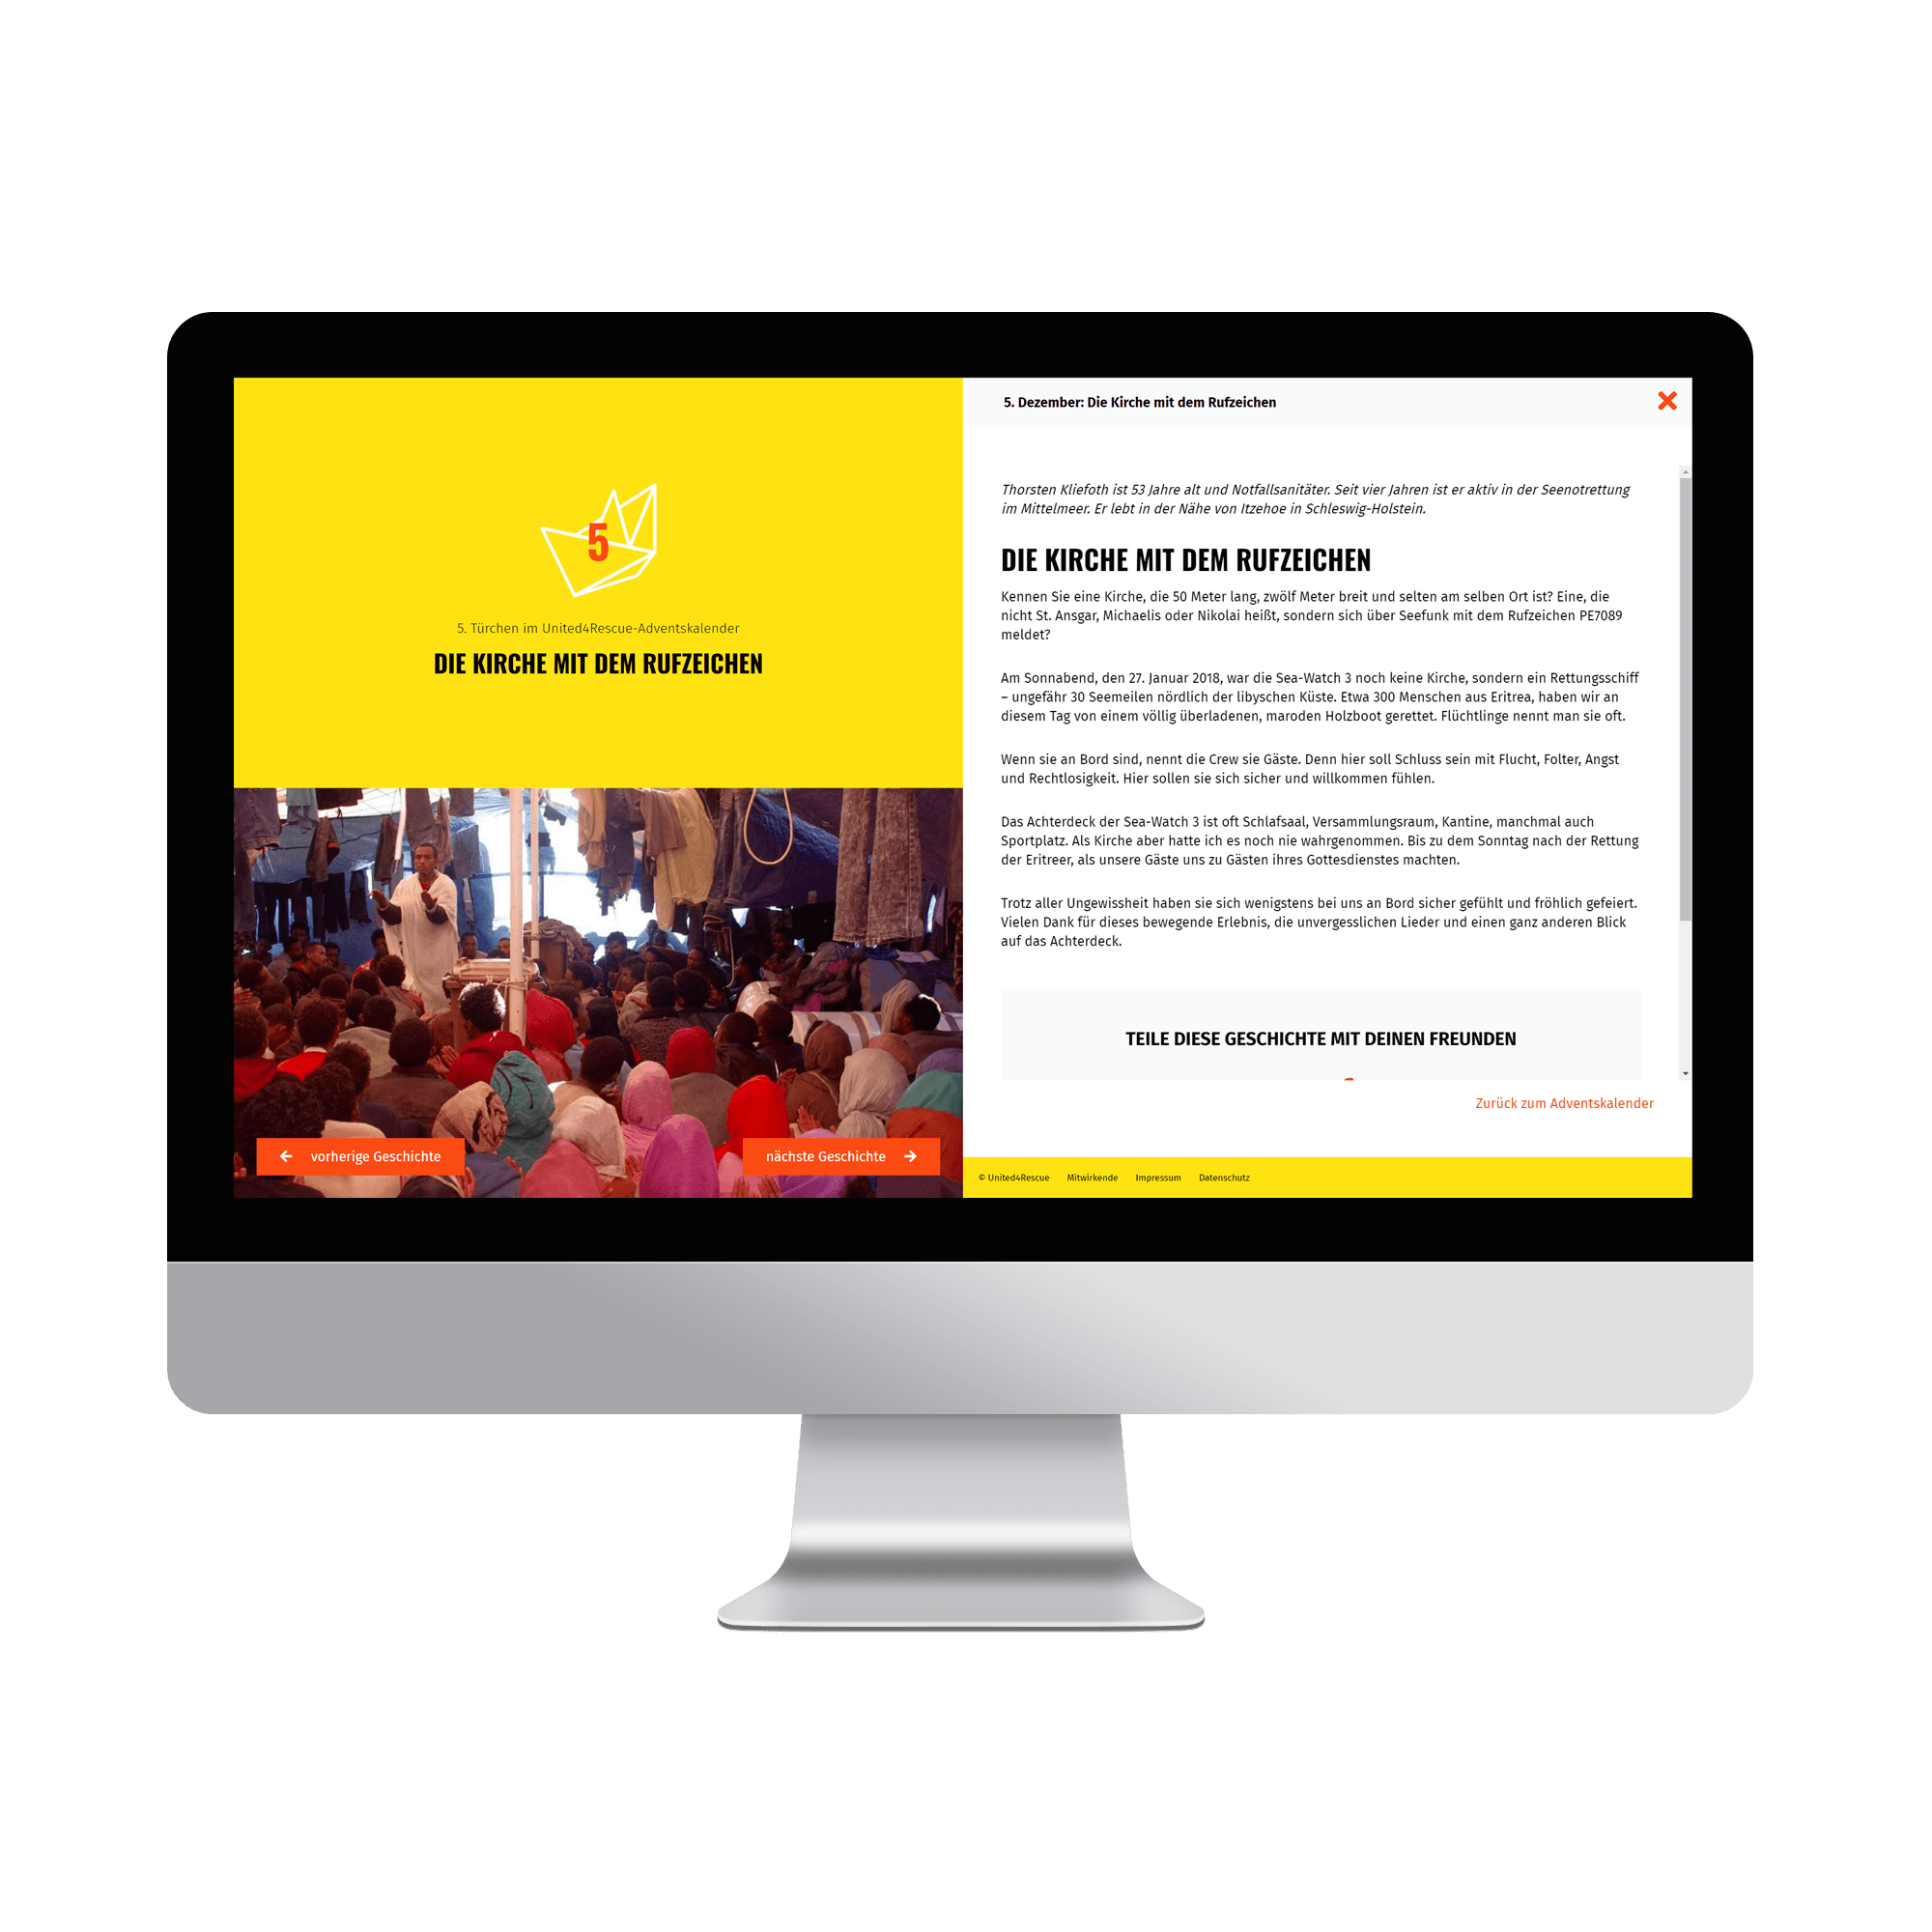 5
5. Türchen im United4Rescue-Adventskalender
DIE KIRCHE MIT DEM RUFZEICHEN
vorherige Geschichte
nächste Geschichte
5. Dezember: Die Kirche mit dem Rufzeichen
Thorsten Kliefoth ist 53 Jahre alt und Notfallsanitäter. Seit vier Jahren ist er aktiv in der Seenotrettung
im Mittelmeer. Er lebt in der Nähe von Itzehoe in Schleswig-Holstein.
DIE KIRCHE MIT DEM RUFZEICHEN
Kennen Sie eine Kirche, die 50 Meter lang, zwölf Meter breit und selten am selben Ort ist? Eine, die
nicht St. Ansgar, Michaelis oder Nikolai heißt, sondern sich über Seefunk mit dem Rufzeichen PE7089
meldet?
Am Sonnabend, den 27. Januar 2018, war die Sea-Watch 3 noch keine Kirche, sondern ein Rettungsschiff
– ungefähr 30 Seemeilen nördlich der libyschen Küste. Etwa 300 Menschen aus Eritrea, haben wir an
diesem Tag von einem völlig überladenen, maroden Holzboot gerettet. Flüchtlinge nennt man sie oft.
Wenn sie an Bord sind, nennt die Crew sie Gäste. Denn hier soll Schluss sein mit Flucht, Folter, Angst
und Rechtlosigkeit. Hier sollen sie sich sicher und willkommen fühlen.
Das Achterdeck der Sea-Watch 3 ist oft Schlafsaal, Versammlungsraum, Kantine, manchmal auch
Sportplatz. Als Kirche aber hatte ich es noch nie wahrgenommen. Bis zu dem Sonntag nach der Rettung
der Eritreer, als unsere Gäste uns zu Gästen ihres Gottesdienstes machten.
Trotz aller Ungewissheit haben sie sich wenigstens bei uns an Bord sicher gefühlt und fröhlich gefeiert.
Vielen Dank für dieses bewegende Erlebnis, die unvergesslichen Lieder und einen ganz anderen Blick
auf das Achterdeck.
TEILE DIESE GESCHICHTE MIT DEINEN FREUNDEN
Zurück zum Adventskalender
© United4Rescue Mitwirkende Impressum Datenschutz